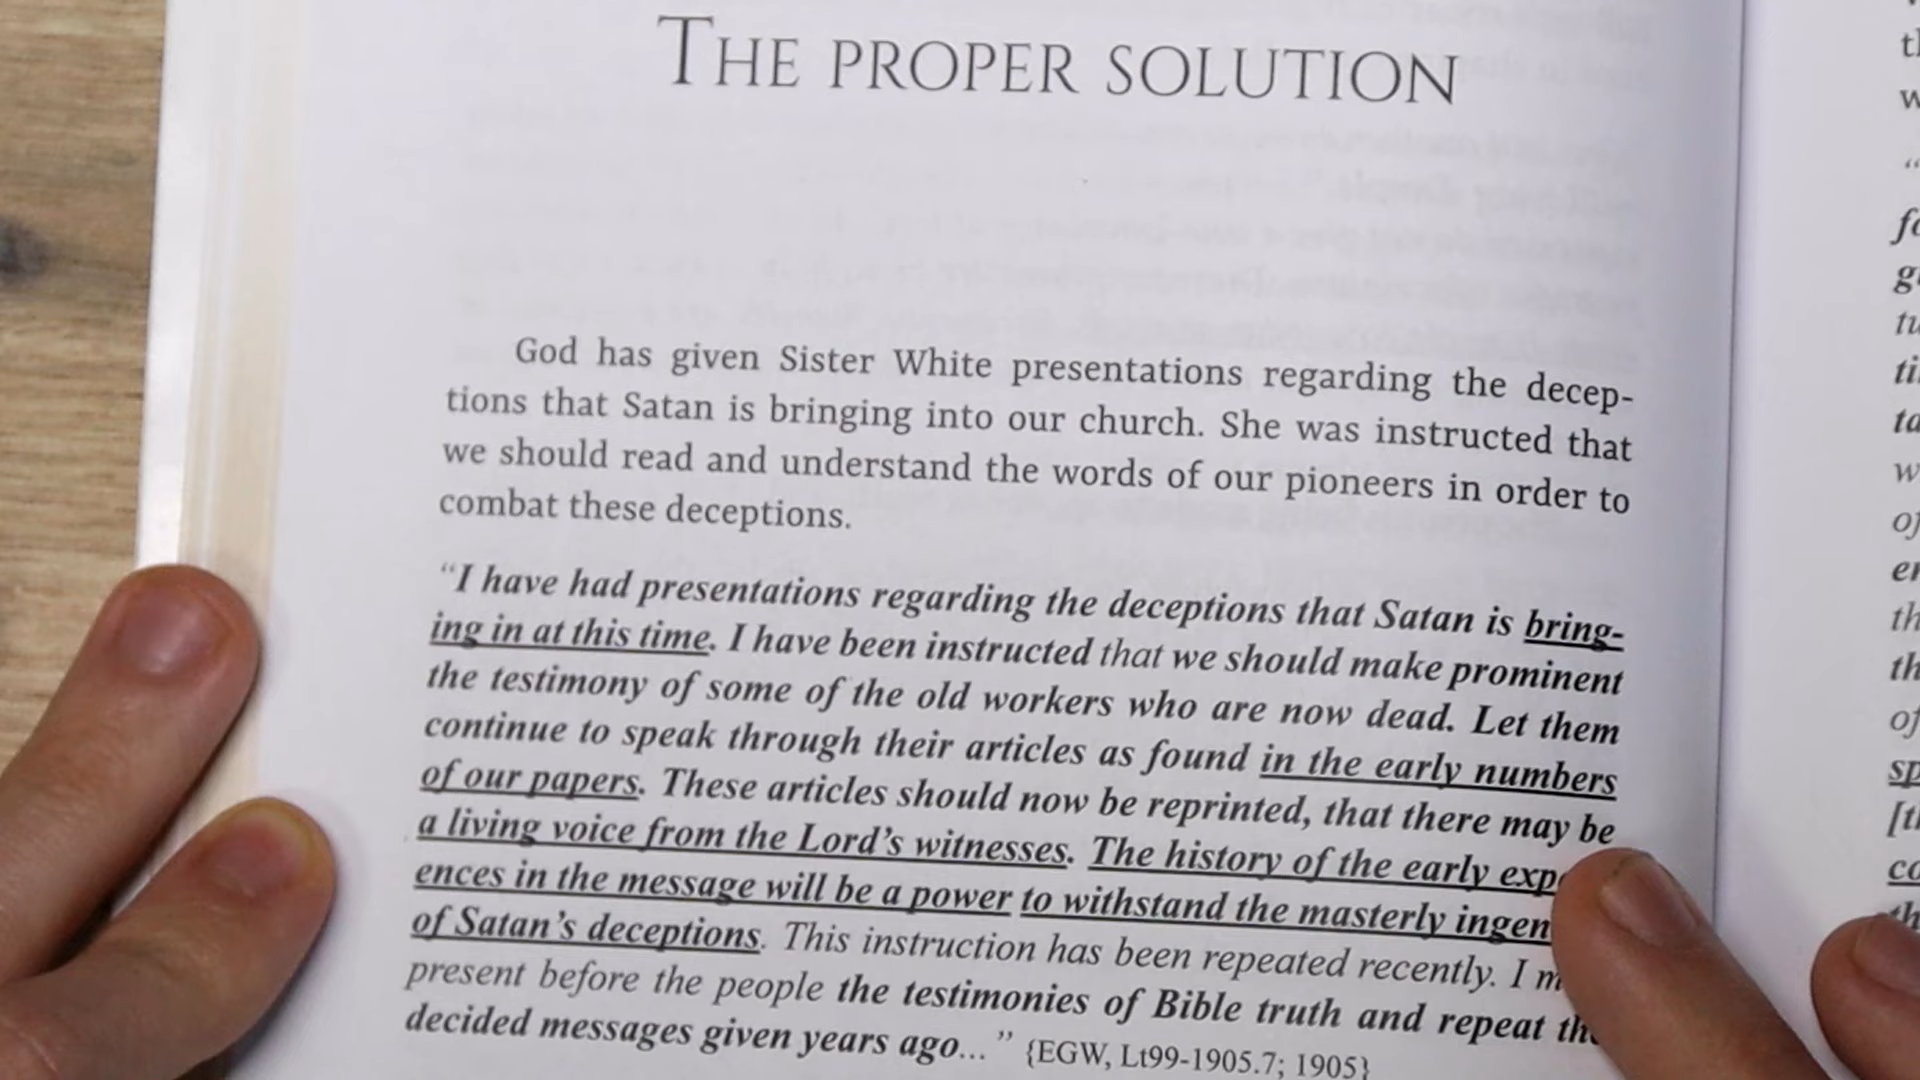 THE PROPER SOLUTION
God has given Sister White presentations regarding the decep-
tions that Satan is bringing into our church. She was instructed that
we should read and understand the words of our pioneers in order to
combat these deceptions.
“I have had presentations regarding the deceptions that Satan is bring-
ing in at this time. I have been instructed that we should make prominent
the testimony of some of the old workers who are now dead. Let them
continue to speak through their articles as found in the early numbers
of our papers. These articles should now be reprinted, that there may be
a living voice from the Lord’s witnesses. The history of the early
ences in the message will be a power to withstand the masterly
of Satan’s deceptions. This instruction has been repeated recently. I
present before the people the testimonies of Bible truth and repeat
decided messages given years ago... ” {EGW, Lt99-1905.7; 1905}